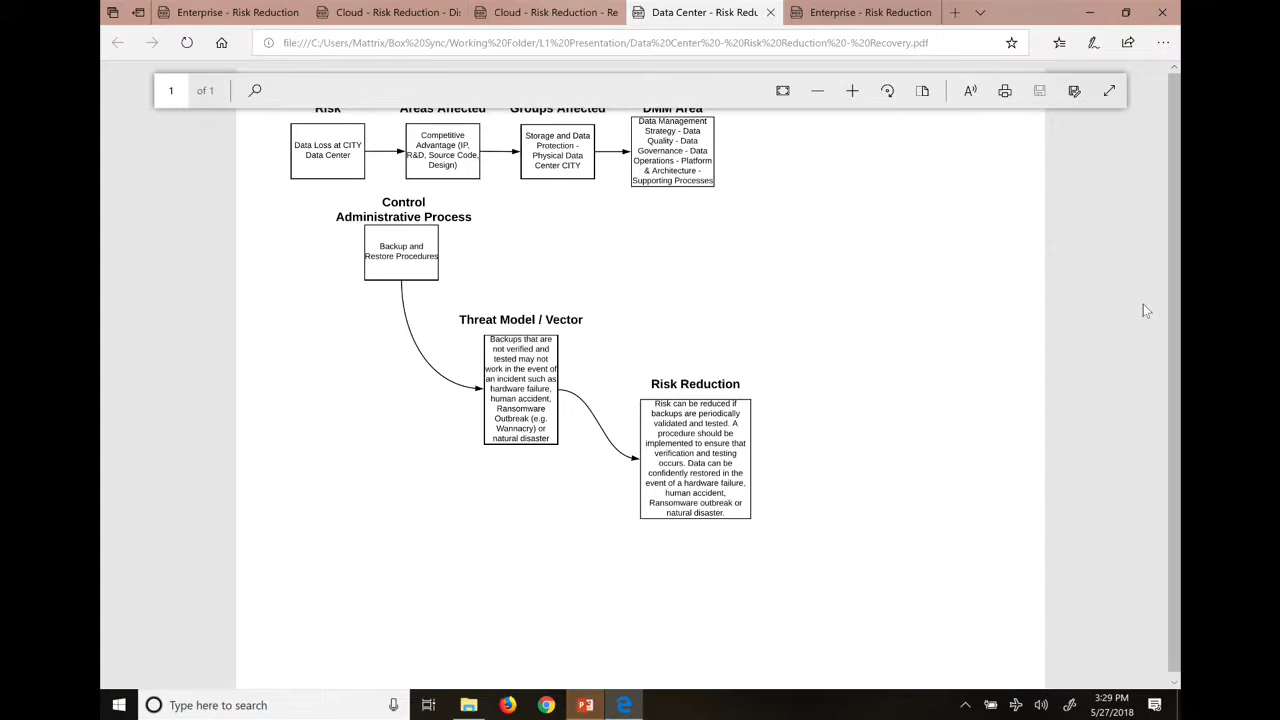 Enterprise - Risk Reduction
Cloud - Risk Reduction - Di
Cloud - Risk Reduction - Re
Data Center - Risk Redu
Enterprise - Risk Reduction
file:///C:/Users/Mattrix/Box%20Sync/Working%20Folder/L1%20Presentation/Data%20Center%20-%20Risk%20Reduction%20-%20Recovery.pdf
1 of 1
Risk
Areas Affected
Groups Affected
DMM Area
Data Loss at CITY
Data Center
Competitive
Advantage (IP,
R&D, Source Code,
Design)
Storage and Data
Protection -
Physical Data
Center CITY
Data Management
Strategy - Data
Quality - Data
Governance - Data
Operations - Platform
& Architecture -
Supporting Processes
Control
Administrative Process
Backup and
Restore Procedures
Threat Model / Vector
Backups that are
not verified and
tested may not
work in the event of
an incident such as
hardware failure,
human accident,
Ransomware
Outbreak (e.g.
Wannacry) or
natural disaster
Risk Reduction
Risk can be reduced if
backups are periodically
validated and tested. A
procedure should be
implemented to ensure that
verification and testing
occurs. Data can be
confidently restored in the
event of a hardware failure,
human accident,
Ransomware outbreak or
natural disaster.
Type here to search
3:29 PM
5/27/2018